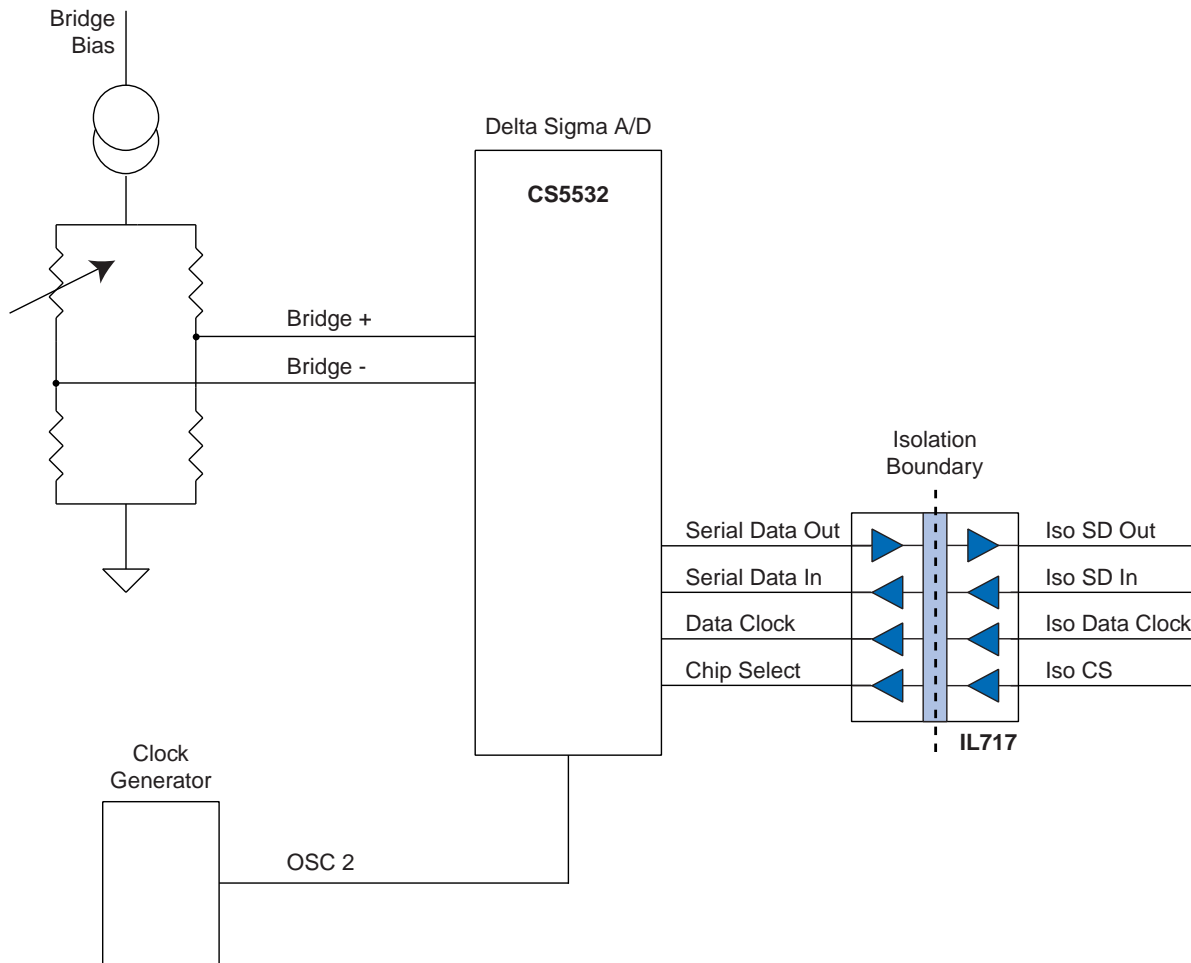 Bridge
Bias
Delta Sigma A/D
CS5532
Bridge +
Bridge -
Isolation
Boundary
Serial Data Out
Iso SD Out
Serial Data In
Iso SD In
Data Clock
Iso Data Clock
Chip Select
Iso CS
IL717
Clock
Generator
OSC 2